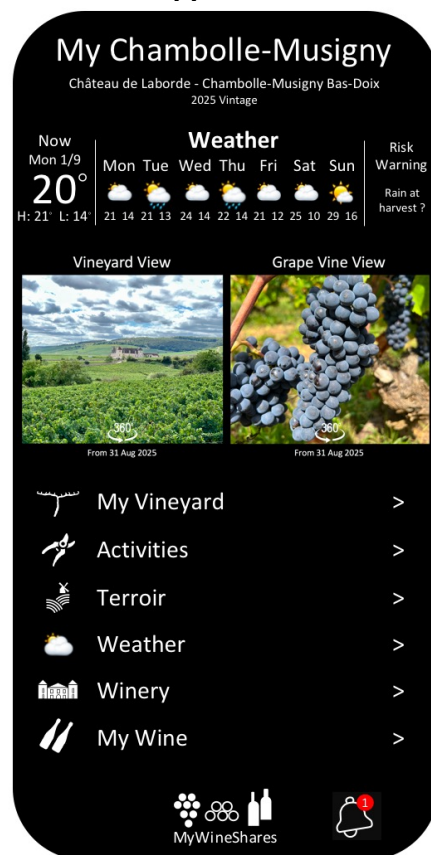 My Chambolle-Musigny
Château de Laborde - Chambolle-Musigny Bas-Doix
2025 Vintage
Now
Mon 1/9
20°
H: 21° L: 14°
Weather
Mon Tue Wed Thu Fri Sat Sun
21 14 21 13 24 14 22 14 21 12 25 10 29 16
Risk
Warning
Rain at
harvest ?
Vineyard View
Grape Vine View
360°
360°
From 31 Aug 2025
From 31 Aug 2025
My Vineyard >
Activities >
Terroir >
Weather >
Winery >
My Wine >
MyWineShares
1